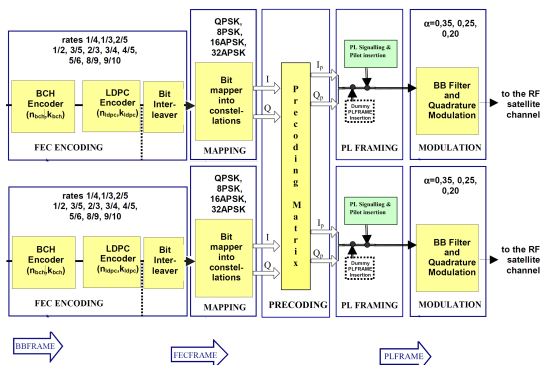 rates 1/4,1/3,2/5
1/2, 3/5, 2/3, 3/4, 4/5,
5/6, 8/9, 9/10
BCH
Encoder
(nbch,kbch)
LDPC
Encoder
(nldpc,kldpc)
Bit
Inter-
leaver
FEC ENCODING
QPSK,
8PSK,
16APSK,
32APSK
Bit
mapper
into
constel-
lations
MAPPING
I
Q
Precoding Matrix
PRECODING
Ip
Qp
PL Signalling &
Pilot insertion
Dummy
PLFRAME
Insertion
PL FRAMING
α=0,35, 0,25,
0,20
BB Filter
and
Quadrature
Modulation
MODULATION
to the RF
satellite
channel
rates 1/4,1/3,2/5
1/2, 3/5, 2/3, 3/4, 4/5,
5/6, 8/9, 9/10
BCH
Encoder
(nbch,kbch)
LDPC
Encoder
(nldpc,kldpc)
Bit
Inter-
leaver
FEC ENCODING
QPSK,
8PSK,
16APSK,
32APSK
Bit
mapper
into
constel-
lations
MAPPING
I
Q
Ip
Qp
PL Signalling &
Pilot insertion
Dummy
PLFRAME
Insertion
PL FRAMING
α=0,35, 0,25,
0,20
BB Filter
and
Quadrature
Modulation
MODULATION
to the RF
satellite
channel
BBFRAME
FECFRAME
PLFRAME